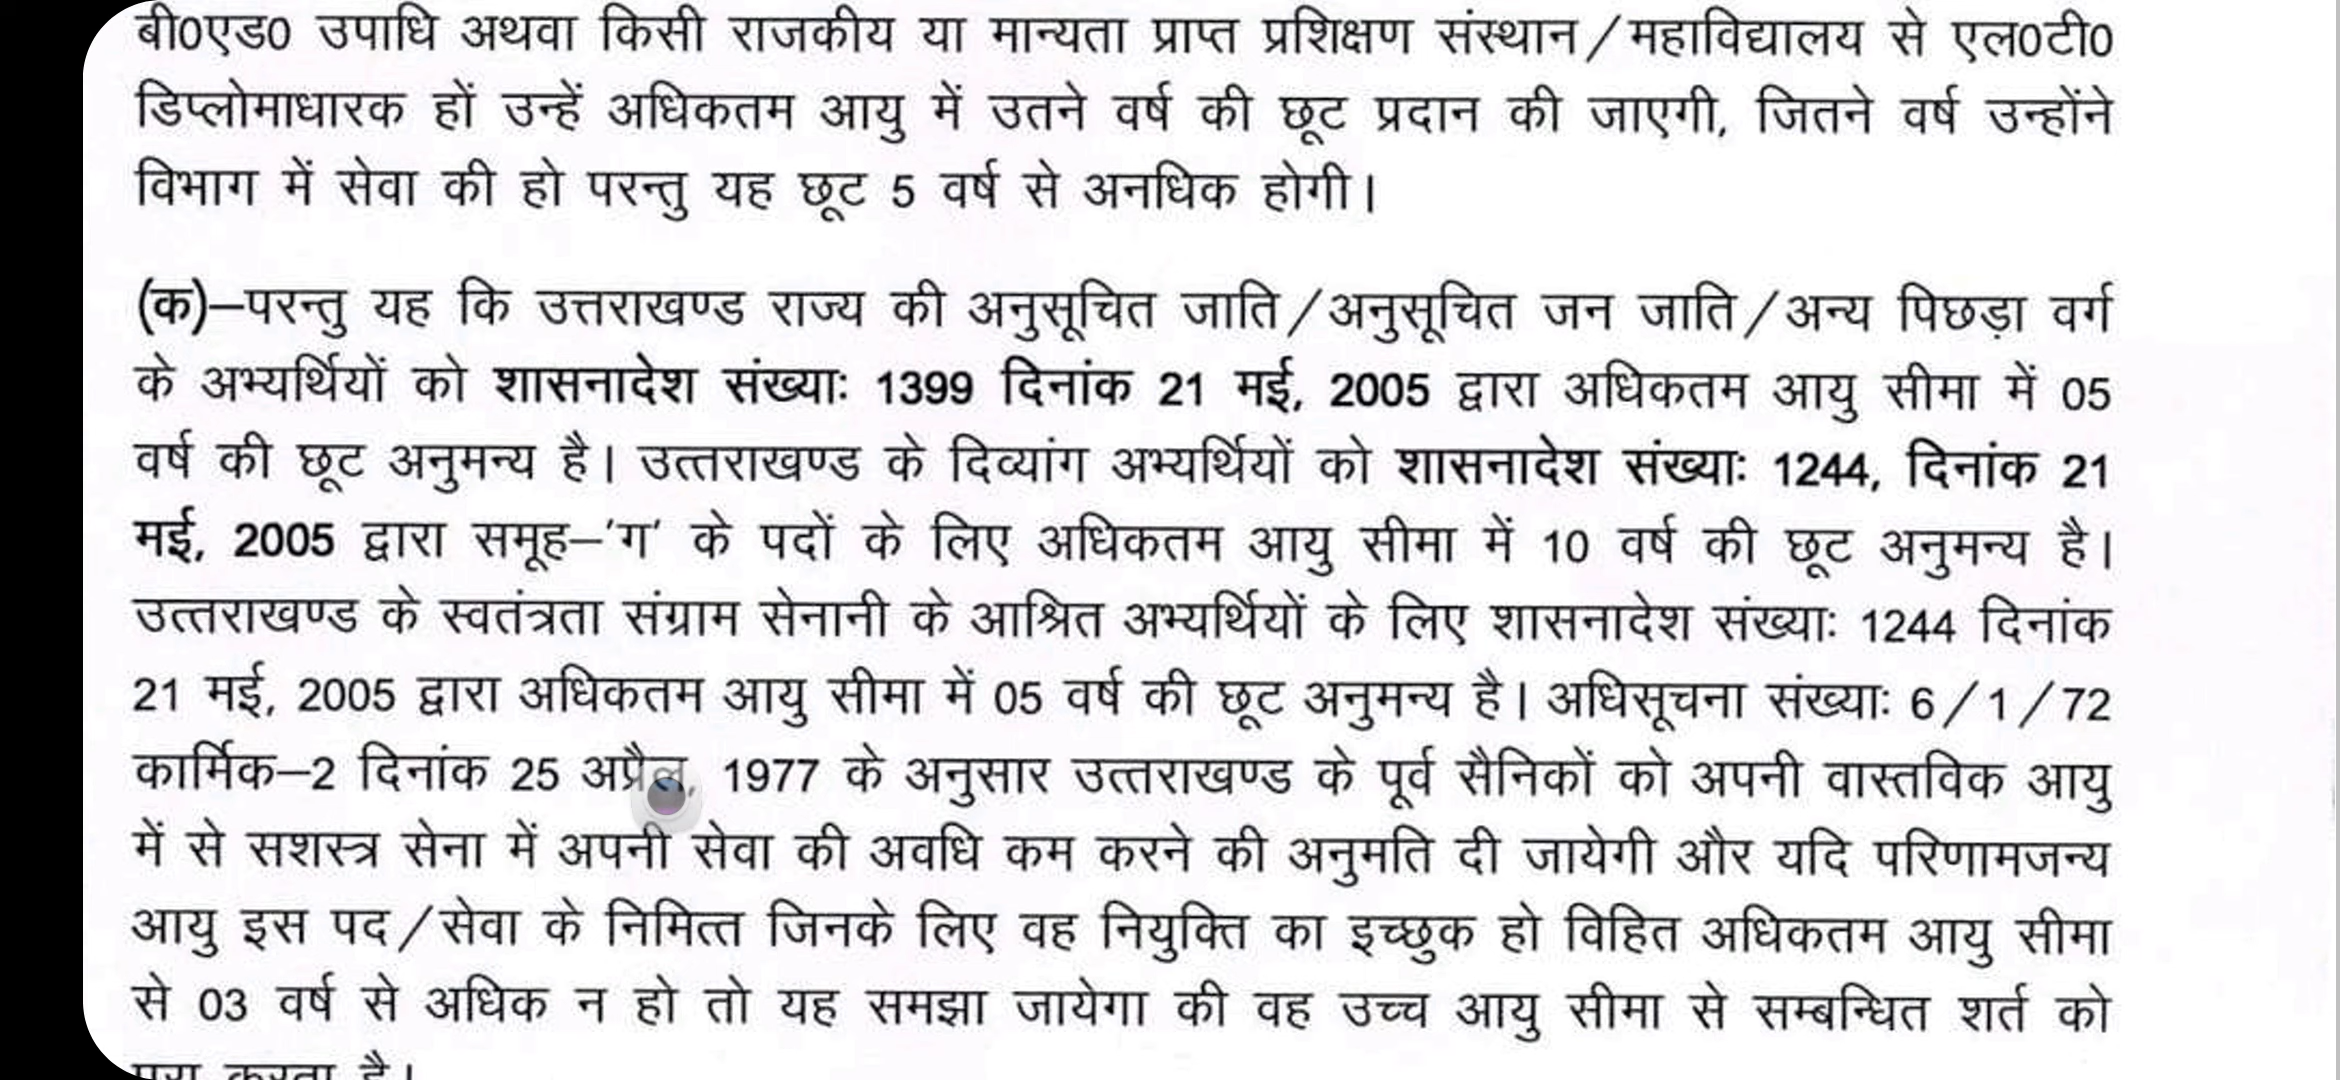 बी0एड0 उपाधि अथवा किसी राजकीय या मान्यता प्राप्त प्रशिक्षण संस्थान/महाविद्यालय से एल0टी0
डिप्लोमाधारक हों उन्हें अधिकतम आयु में उतने वर्ष की छूट प्रदान की जाएगी, जितने वर्ष उन्होंने
विभाग में सेवा की हो परन्तु यह छूट 5 वर्ष से अनधिक होगी।
(क)–परन्तु यह कि उत्तराखण्ड राज्य की अनुसूचित जाति/अनुसूचित जन जाति/अन्य पिछड़ा वर्ग
के अभ्यर्थियों को शासनादेश संख्याः 1399 दिनांक 21 मई, 2005 द्वारा अधिकतम आयु सीमा में 05
वर्ष की छूट अनुमन्य है। उत्तराखण्ड के दिव्यांग अभ्यर्थियों को शासनादेश संख्याः 1244, दिनांक 21
मई, 2005 द्वारा समूह–'ग' के पदों के लिए अधिकतम आयु सीमा में 10 वर्ष की छूट अनुमन्य है।
उत्तराखण्ड के स्वतंत्रता संग्राम सेनानी के आश्रित अभ्यर्थियों के लिए शासनादेश संख्याः 1244 दिनांक
21 मई, 2005 द्वारा अधिकतम आयु सीमा में 05 वर्ष की छूट अनुमन्य है। अधिसूचना संख्याः 6/1/72
कार्मिक–2 दिनांक 25 अप्रैल, 1977 के अनुसार उत्तराखण्ड के पूर्व सैनिकों को अपनी वास्तविक आयु
में से सशस्त्र सेना में अपनी सेवा की अवधि कम करने की अनुमति दी जायेगी और यदि परिणामजन्य
आयु इस पद/सेवा के निमित्त जिनके लिए वह नियुक्ति का इच्छुक हो विहित अधिकतम आयु सीमा
से 03 वर्ष से अधिक न हो तो यह समझा जायेगा की वह उच्च आयु सीमा से सम्बन्धित शर्त को
पूरा करता है।